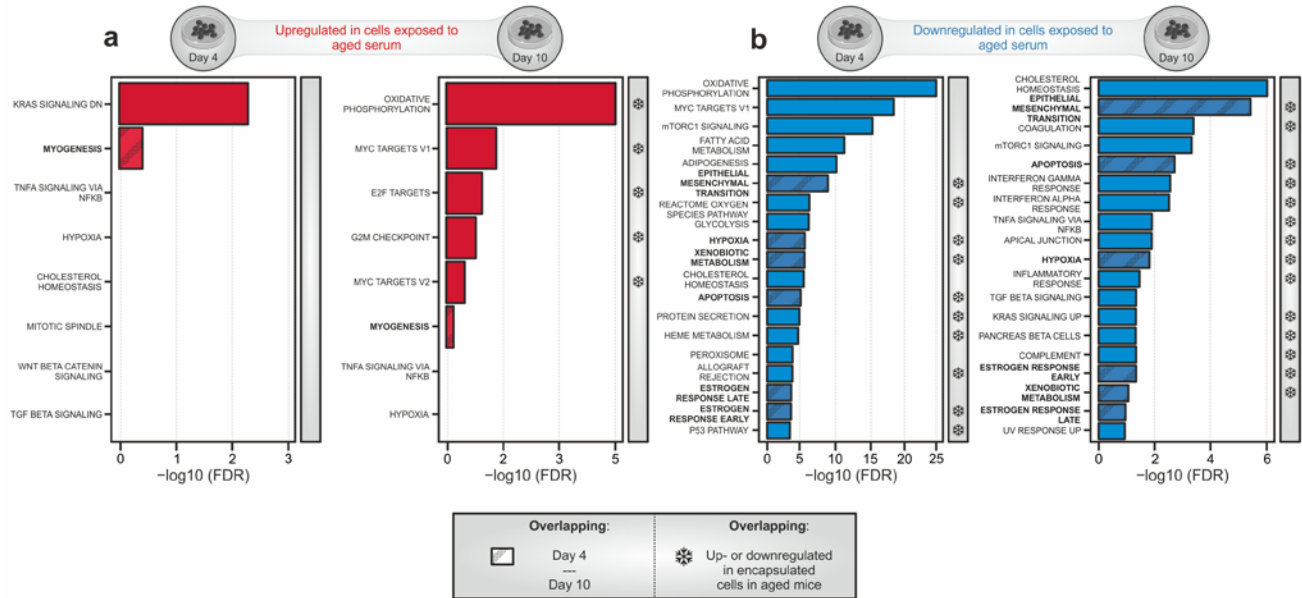 a
Day 4
Upregulated in cells exposed to
aged serum
Day 10
KRAS SIGNALING DN
MYOGENESIS
TNFA SIGNALING VIA
NFKB
HYPOXIA
CHOLESTEROL
HOMEOSTASIS
MITOTIC SPINDLE
WNT BETA CATENIN
SIGNALING
TGF BETA SIGNALING
0 1 2 3
−log10 (FDR)
OXIDATIVE
PHOSPHORYLATION
MYC TARGETS V1
E2F TARGETS
G2M CHECKPOINT
MYC TARGETS V2
MYOGENESIS
TNFA SIGNALING VIA
NFKB
HYPOXIA
0 1 2 3 5
−log10 (FDR)
b
Day 4
Downregulated in cells exposed to
aged serum
Day 10
OXIDATIVE
PHOSPHORYLATION
MYC TARGETS V1
mTORC1 SIGNALING
FATTY ACID
METABOLISM
ADIPOGENESIS
EPITHELIAL
MESENCHYMAL
TRANSITION
REACTOME OXYGEN
SPECIES PATHWAY
GLYCOLYSIS
HYPOXIA
XENOBIOTIC
METABOLISM
CHOLESTEROL
HOMEOSTASIS
APOPTOSIS
PROTEIN SECRETION
HEME METABOLISM
PEROXISOME
ALLOGRAFT
REJECTION
ESTROGEN
RESPONSE LATE
ESTROGEN
RESPONSE EARLY
P53 PATHWAY
0 5 10 15 20 25
−log10 (FDR)
CHOLESTEROL
HOMEOSTASIS
EPITHELIAL
MESENCHYMAL
TRANSITION
COAGULATION
mTORC1 SIGNALING
APOPTOSIS
INTERFERON GAMMA
RESPONSE
INTERFERON ALPHA
RESPONSE
TNFA SIGNALING VIA
NFKB
APICAL JUNCTION
HYPOXIA
INFLAMMATORY
RESPONSE
TGF BETA SIGNALING
KRAS SIGNALING UP
PANCREAS BETA CELLS
COMPLEMENT
ESTROGEN RESPONSE
EARLY
XENOBIOTIC
METABOLISM
ESTROGEN RESPONSE
LATE
UV RESPONSE UP
0 2 4 6
−log10 (FDR)
Overlapping:
Day 4
---
Day 10
Overlapping:
Up- or downregulated
in encapsulated
cells in aged mice